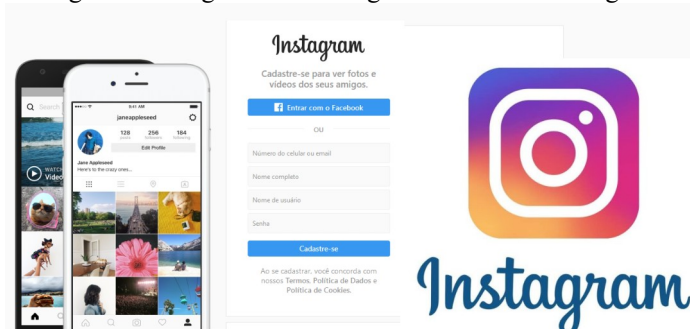 Search
9:41 AM
janeappleseed
128
256
184
posts
followers
following
Edit Profile
Jane Appleseed
Here's to the crazy ones...
WATCH
Video
Instagram
Cadastre-se para ver fotos e
vídeos dos seus amigos.
Entrar com o Facebook
OU
Número do celular ou email
Nome completo
Nome de usuário
Senha
Cadastre-se
Ao se cadastrar, você concorda com
nossos Termos, Política de Dados e
Política de Cookies.
Instagram